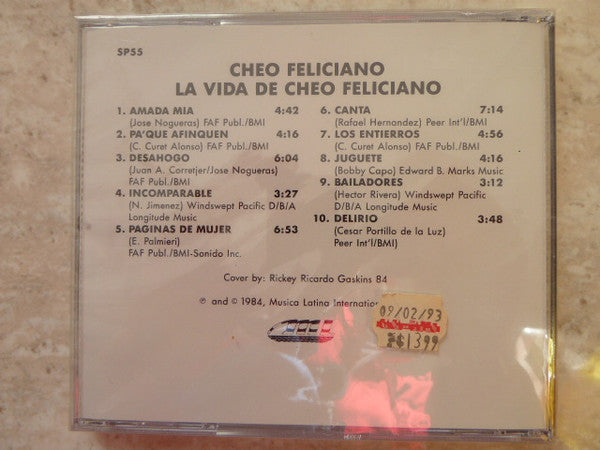 SP55
CHEO FELICIANO
LA VIDA DE CHEO FELICIANO
1. AMADA MIA 4:42
(Jose Nogueras) FAF Publ./BMI
2. PA'QUE AFINQUEN 4:16
(C. Curet Alonso) FAF Publ./BMI
3. DESAHOGO 6:04
(Juan A. Corretjer/Jose Nogueras)
FAF Publ./BMI
4. INCOMPARABLE 3:27
(N. Jimenez) Windswept Pacific D/B/A
Longitude Music
5. PAGINAS DE MUJER 6:53
(E. Palmieri)
FAF Publ./BMI-Sonido Inc.
6. CANTA 7:14
(Rafael Hernandez) Peer Int'l/BMI)
7. LOS ENTIERROS 4:56
(C. Curet Alonso) FAF Publ./BMI
8. JUGUETE 4:16
(Bobby Capo) Edward B. Marks Music
9. BAILADORES 3:12
(Hector Rivera) Windswept Pacific
D/B/A Longitude Music
10. DELIRIO 3:48
(Cesar Portillo de la Luz)
Peer Int'l/BMI)
Cover by: Rickey Ricardo Gaskins 84
℗ and © 1984, Musica Latina Internation
09/02/93
$1399